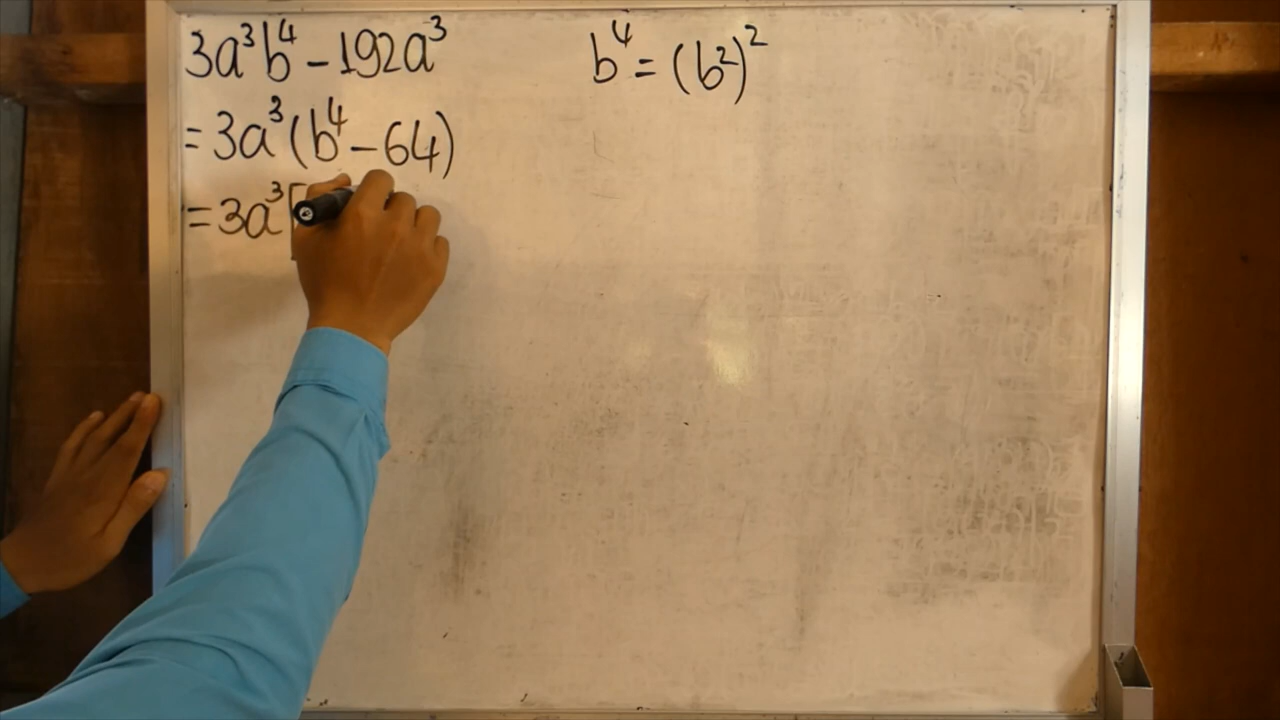 3a³b⁴ - 192a³
= 3a³(b⁴ - 64)
= 3a³[
b⁴ = (b²)²